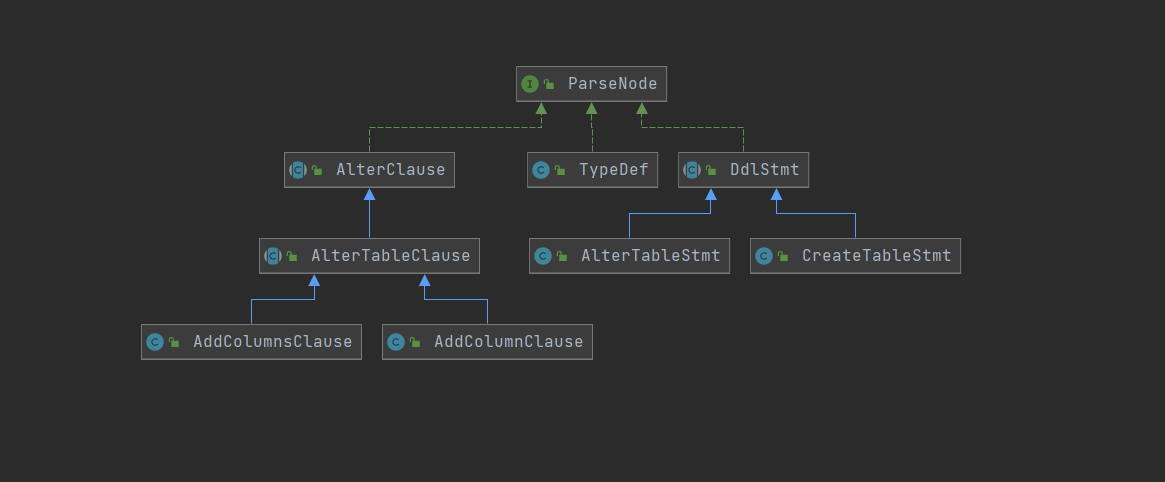 I ParseNode
C AlterClause
C TypeDef
C DdlStmt
C AlterTableClause
C AlterTableStmt
C CreateTableStmt
C AddColumnsClause
C AddColumnClause